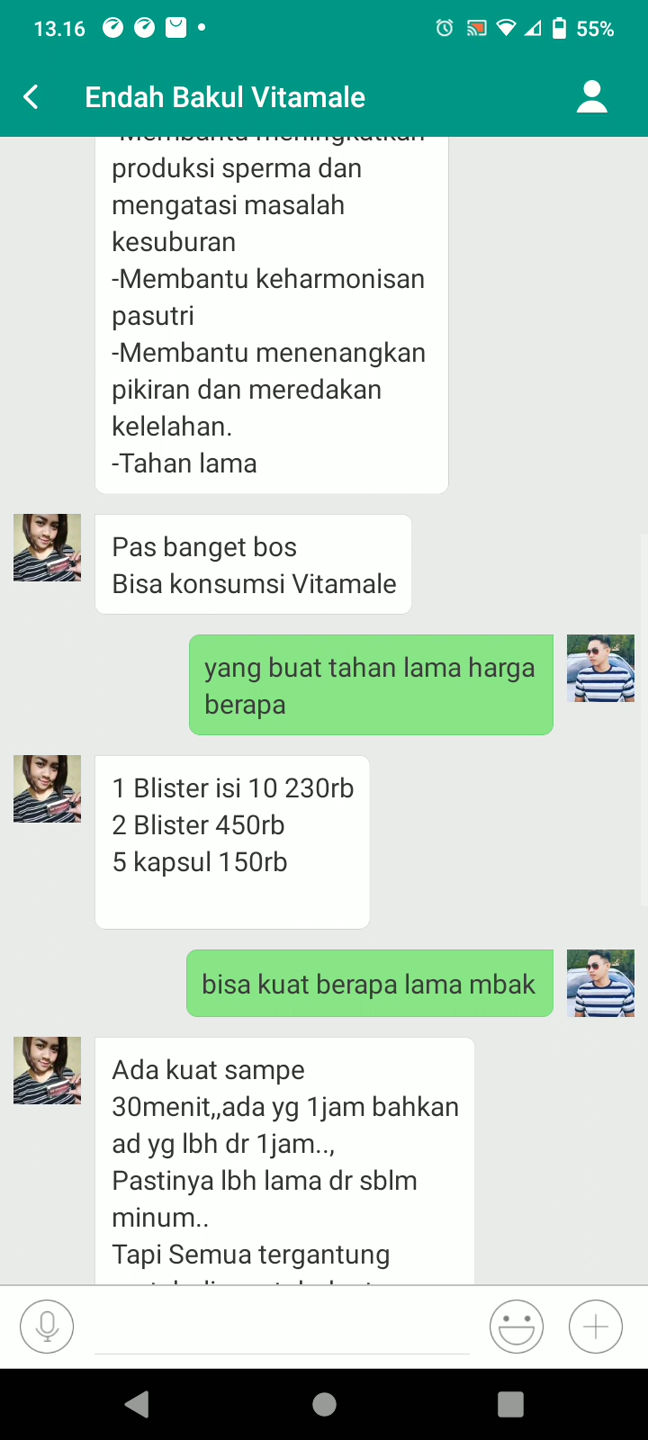 13.16
55%
Endah Bakul Vitamale
-Membantu meningkatkan
produksi sperma dan
mengatasi masalah
kesuburan
-Membantu keharmonisan
pasutri
-Membantu menenangkan
pikiran dan meredakan
kelelahan.
-Tahan lama
Pas banget bos
Bisa konsumsi Vitamale
yang buat tahan lama harga
berapa
1 Blister isi 10 230rb
2 Blister 450rb
5 kapsul 150rb
bisa kuat berapa lama mbak
Ada kuat sampe
30menit,,ada yg 1jam bahkan
ad yg lbh dr 1jam..,
Pastinya lbh lama dr sblm
minum..
Tapi Semua tergantung